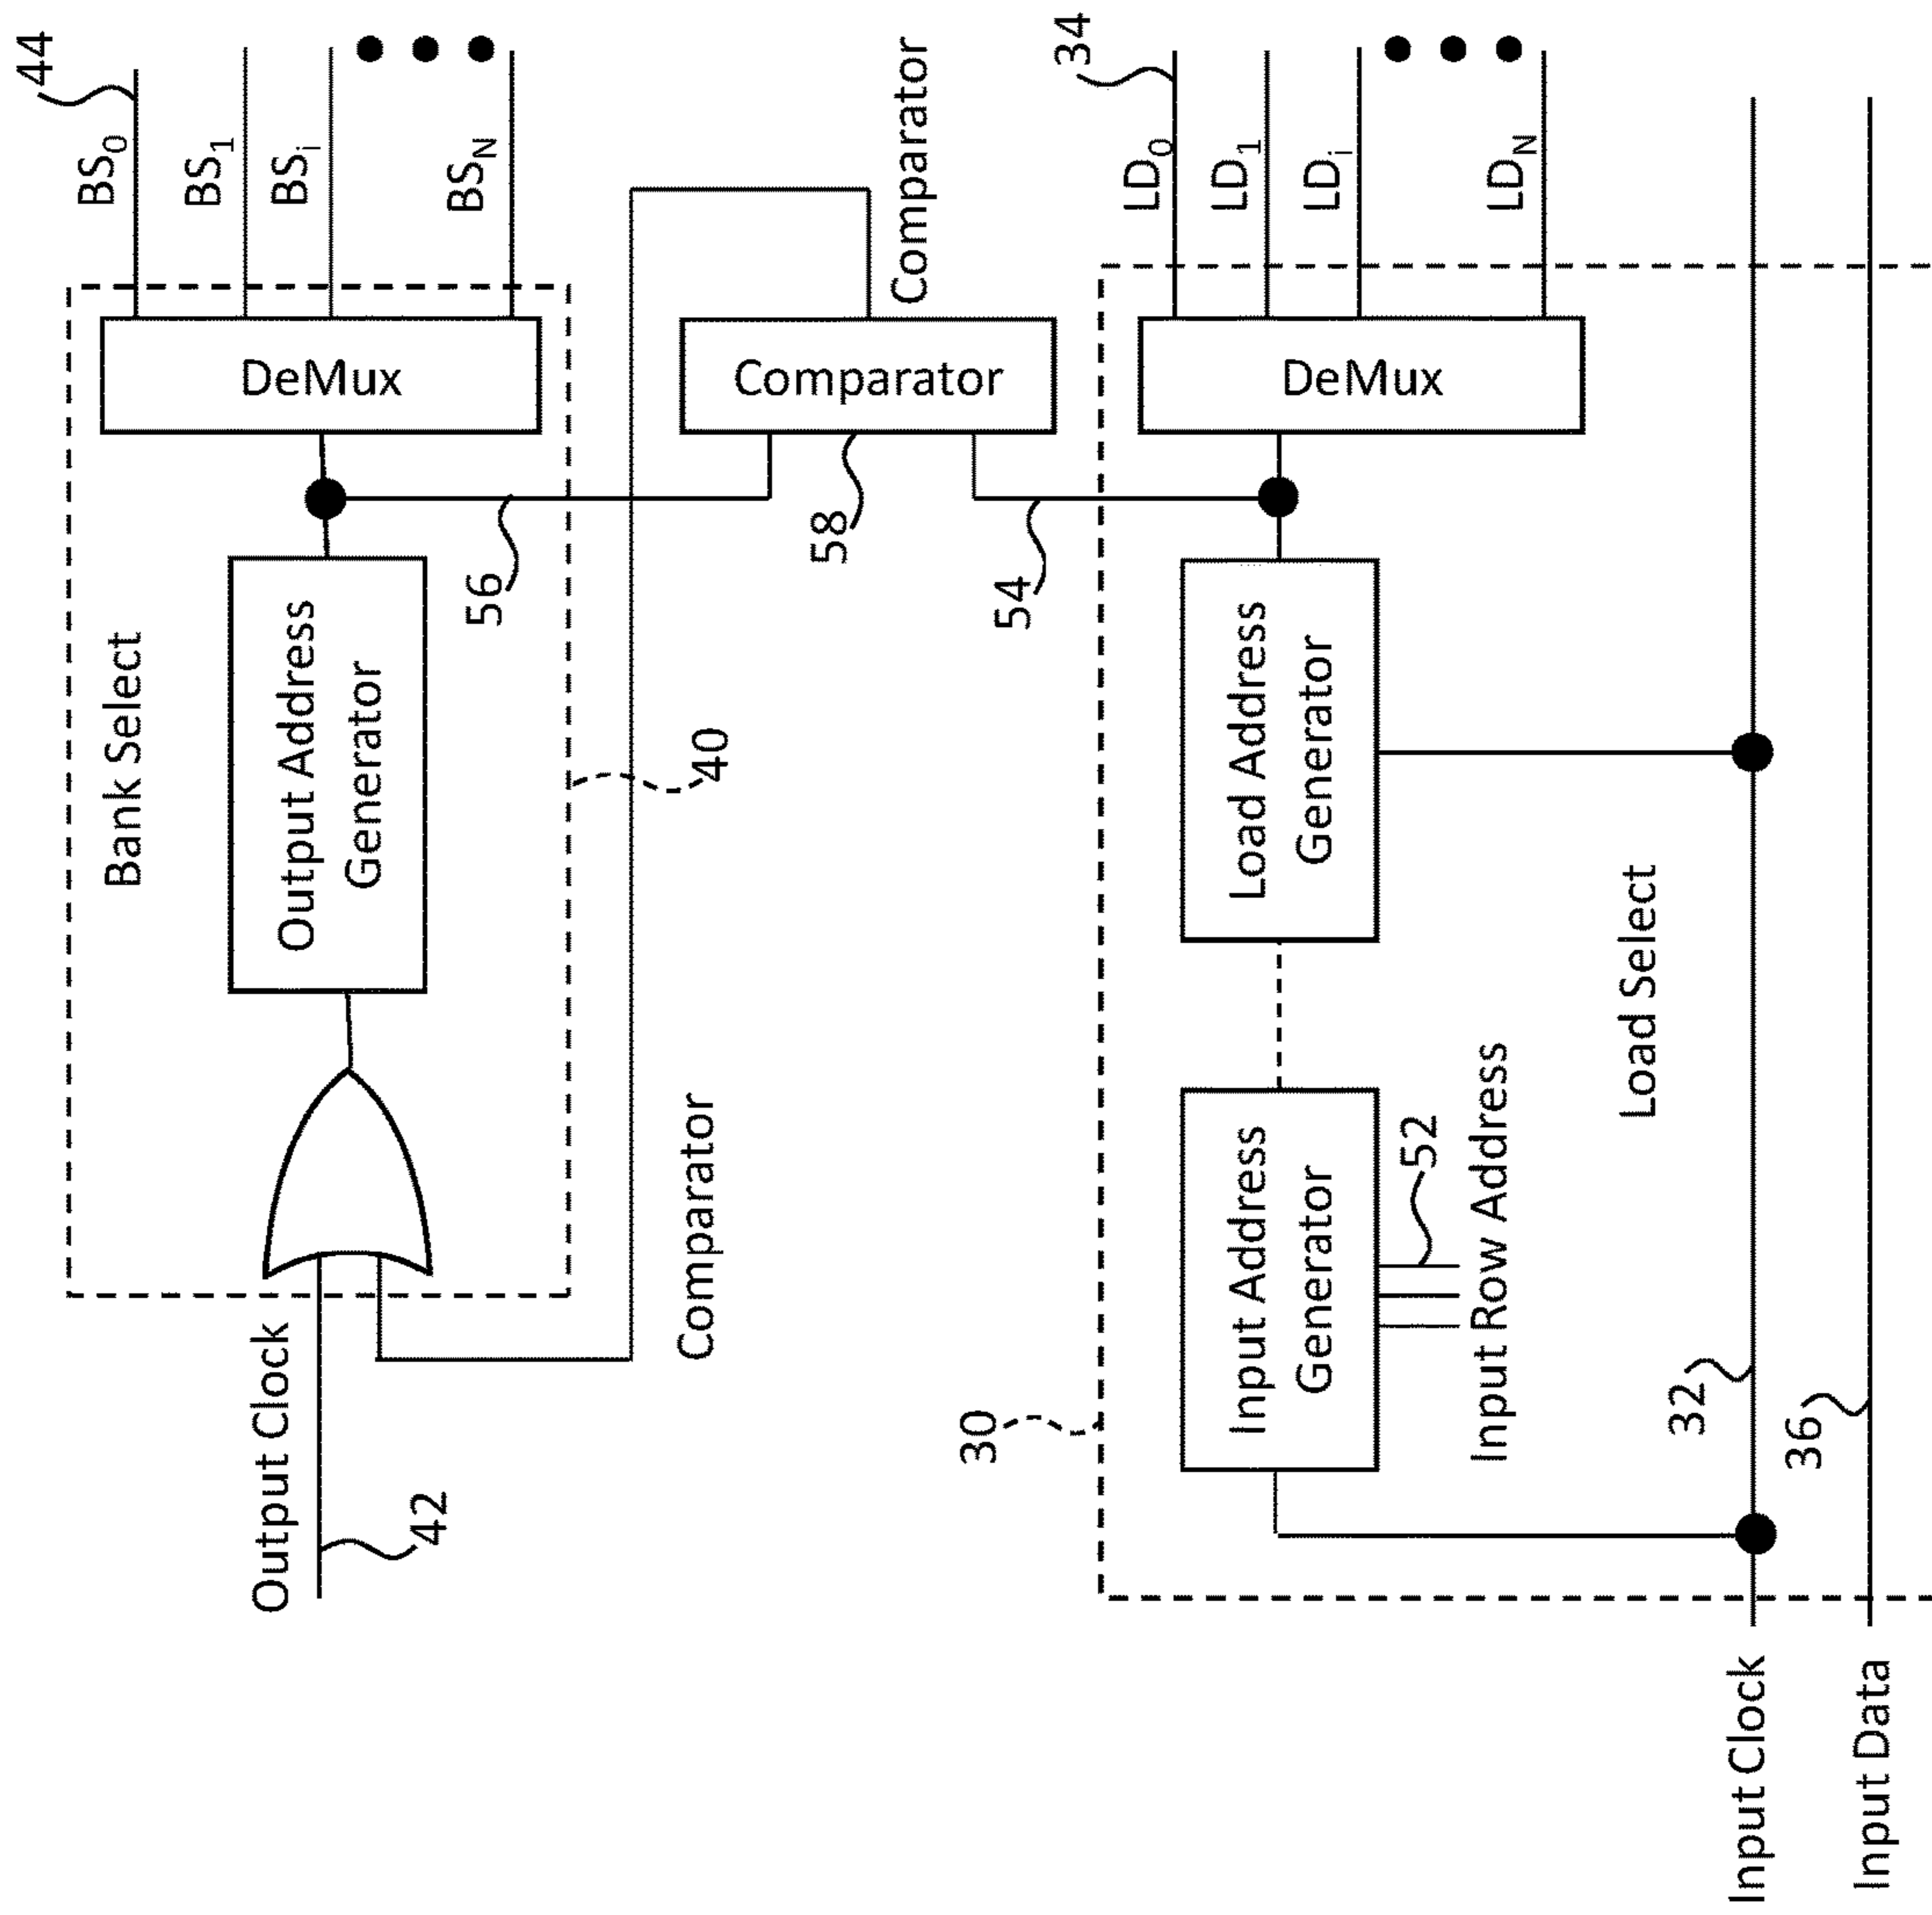 44
BS0
BS1
BSi
BSN
DeMux
Bank Select
Output Address
Generator
56
40
Output Clock
42
Comparator
Comparator
58
Comparator
54
34
LD0
LD1
LDi
LDN
DeMux
Load Address
Generator
Load Select
30
Input Address
Generator
52
Input Row Address
32
36
Input Clock
Input Data